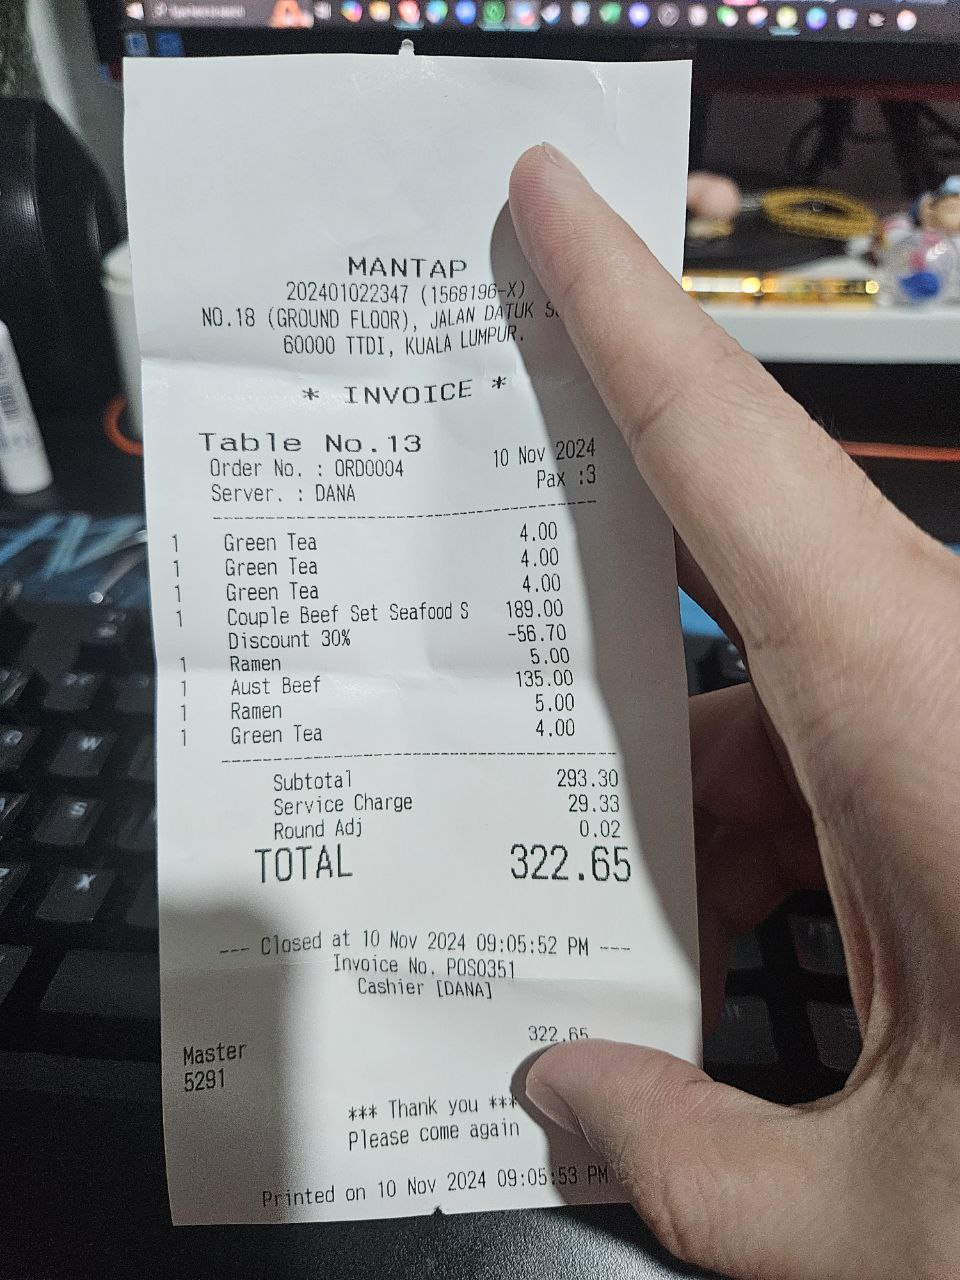 MANTAP
202401022347 (1568196-X)
NO.18 (GROUND FLOOR), JALAN DATUK
60000 TTDI, KUALA LUMPUR.
* INVOICE *
Table No.13
10 Nov 2024
Order No. : ORD0004
Pax :3
Server. : DANA
1 Green Tea 4.00
1 Green Tea 4.00
1 Green Tea 4.00
1 Couple Beef Set Seafood S 189.00
Discount 30% -56.70
1 Ramen 5.00
1 Aust Beef 135.00
1 Ramen 5.00
1 Green Tea 4.00
Subtotal 293.30
Service Charge 29.33
Round Adj 0.02
TOTAL 322.65
--- Closed at 10 Nov 2024 09:05:52 PM ---
Invoice No. POS0351
Cashier [DANA]
322.65
Master
5291
*** Thank you ***
Please come again
Printed on 10 Nov 2024 09:05:53 PM